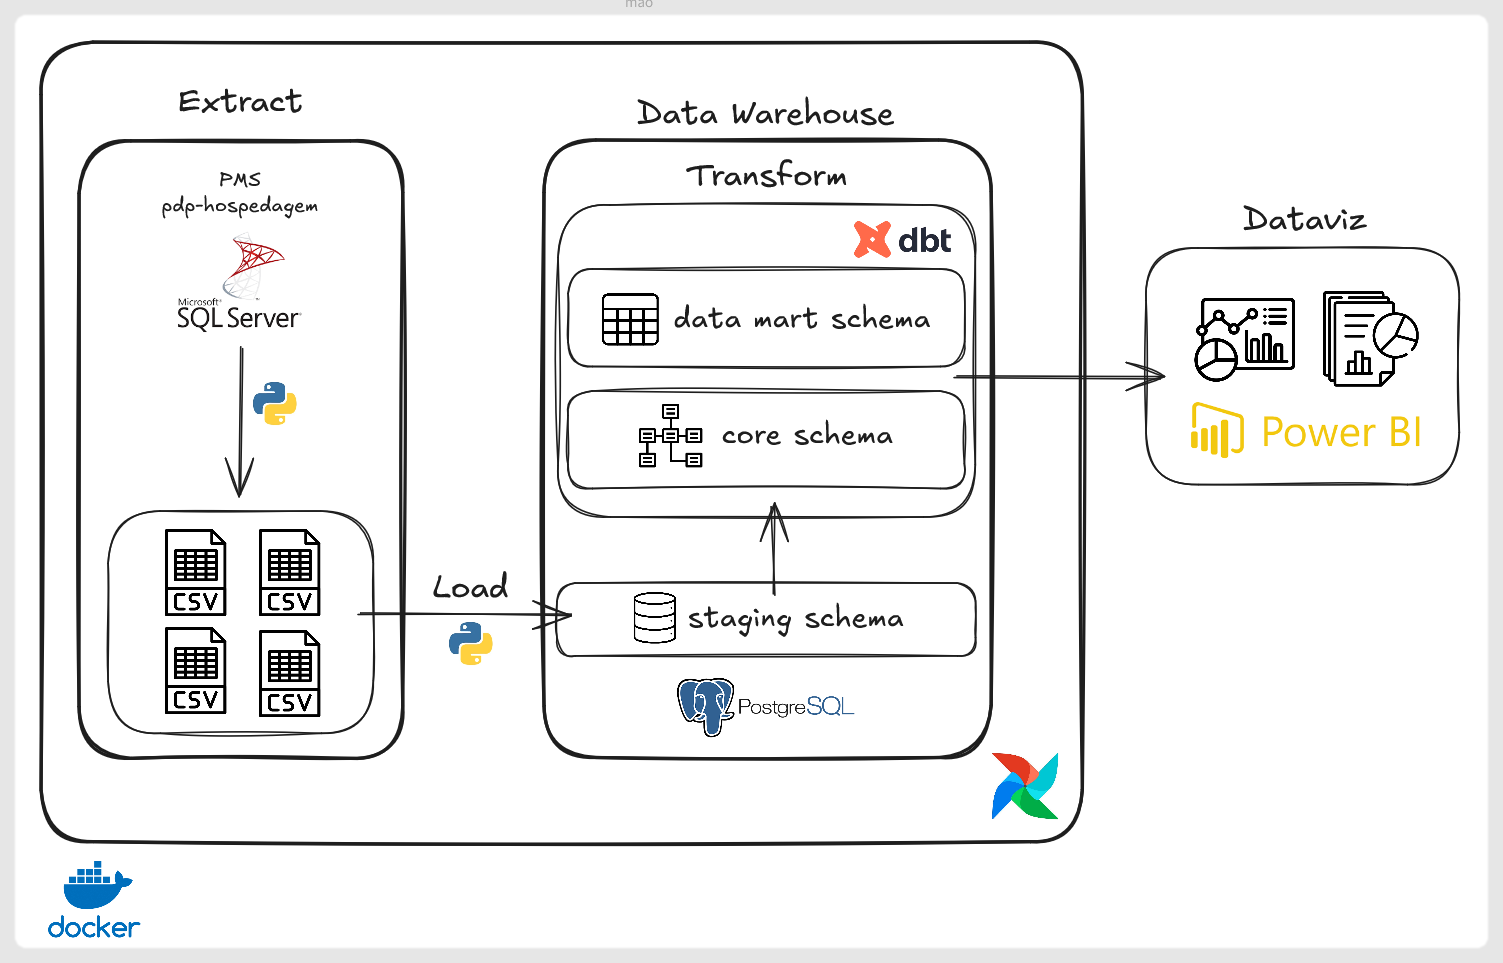 mao
Extract
PMS
pdp-hospedagem
Microsoft®
SQL Server®
CSV
CSV
CSV
CSV
Load
Data Warehouse
Transform
dbt
data mart schema
core schema
staging schema
PostgreSQL
Dataviz
Power BI
docker